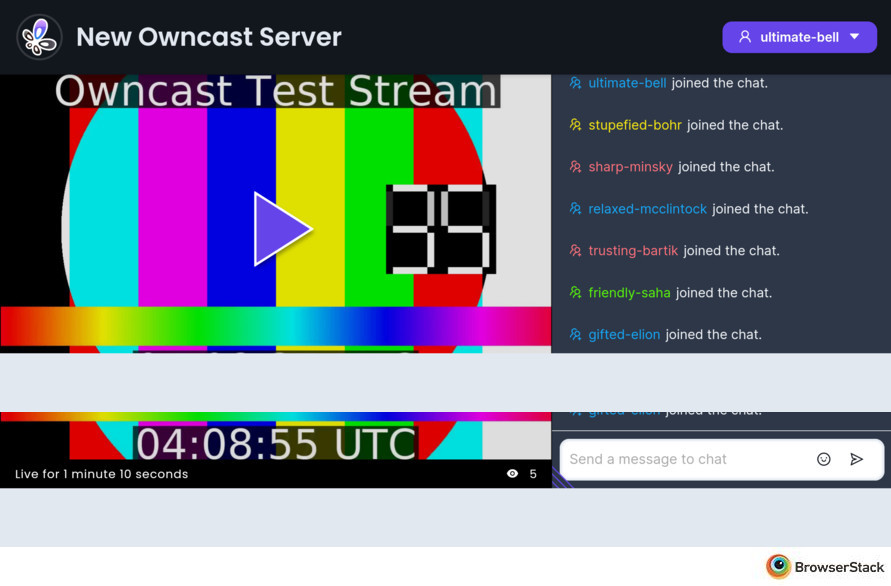 New Owncast Server
ultimate-bell
Owncast Test Stream
ultimate-bell joined the chat.
stupefied-bohr joined the chat.
sharp-minsky joined the chat.
relaxed-mcclintock joined the chat.
trusting-bartik joined the chat.
friendly-saha joined the chat.
gifted-elion joined the chat.
gifted-elion joined the chat.
04:08:55 UTC
Send a message to chat
Live for 1 minute 10 seconds
5
BrowserStack